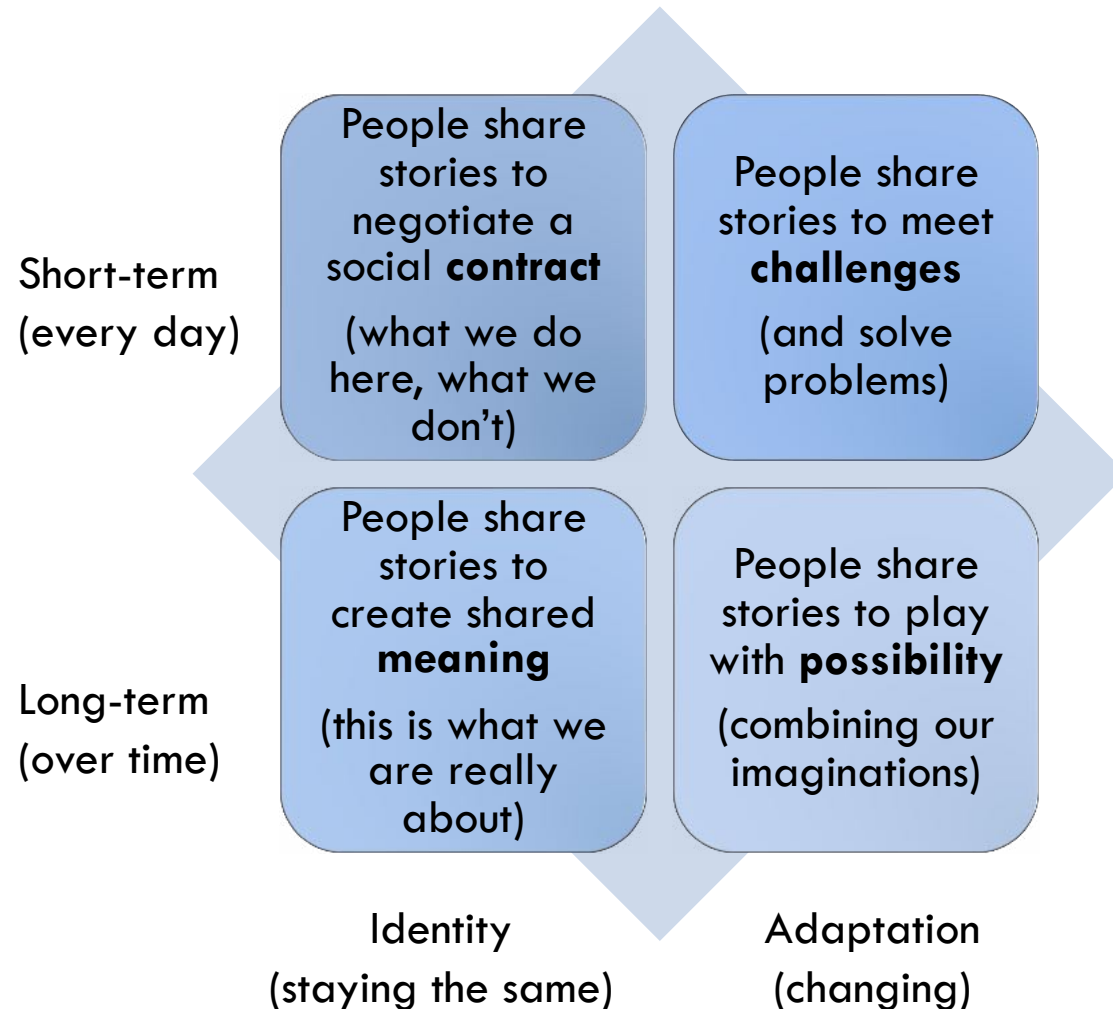 People share
stories to
negotiate a
social contract
(what we do
here, what we
don't)
People share
stories to meet
challenges
(and solve
problems)
Short-term
(every day)
People share
stories to
create shared
meaning
(this is what we
are really
about)
People share
stories to play
with possibility
(combining our
imaginations)
Long-term
(over time)
Identity
(staying the same)
Adaptation
(changing)